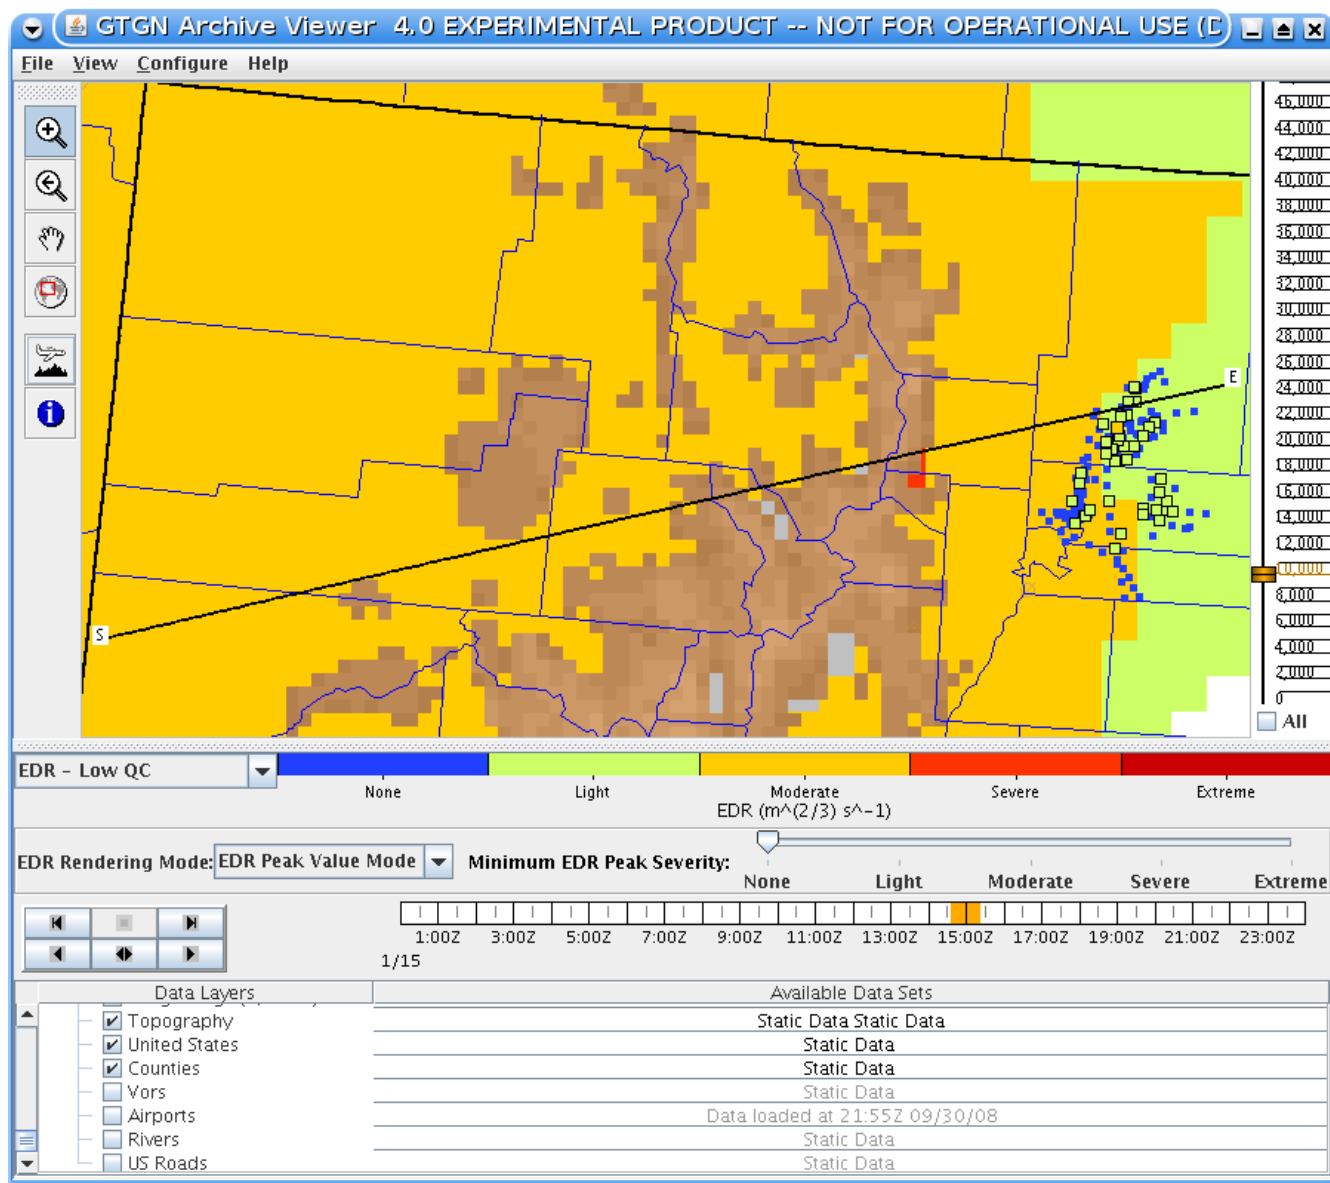 GTGN Archive Viewer 4.0 EXPERIMENTAL PRODUCT -- NOT FOR OPERATIONAL USE (D
File View Configure Help
46,000
44,000
42,000
40,000
38,000
36,000
34,000
32,000
30,000
28,000
26,000
24,000
22,000
20,000
18,000
16,000
14,000
12,000
10,000
8,000
6,000
4,000
2,000
0
E
S
All
EDR - Low QC
None Light Moderate Severe Extreme
EDR (m^(2/3) s^-1)
EDR Rendering Mode: EDR Peak Value Mode Minimum EDR Peak Severity:
None Light Moderate Severe Extreme
1:00Z 3:00Z 5:00Z 7:00Z 9:00Z 11:00Z 13:00Z 15:00Z 17:00Z 19:00Z 21:00Z 23:00Z
1/15
Data Layers Available Data Sets
Topography Static Data Static Data
United States Static Data
Counties Static Data
Vors Static Data
Airports Data loaded at 21:55Z 09/30/08
Rivers Static Data
US Roads Static Data